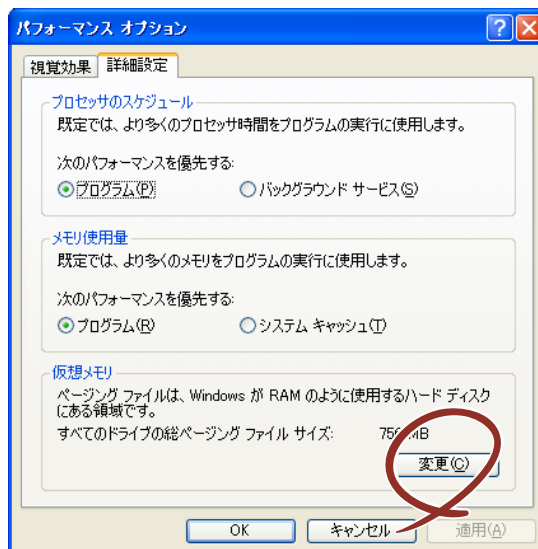 パフォーマンス オプション
視覚効果 詳細設定
プロセッサのスケジュール
既定では、より多くのプロセッサ時間をプログラムの実行に使用します。
次のパフォーマンスを優先する:
プログラム(P) バックグラウンド サービス(S)
メモリ使用量
既定では、より多くのメモリをプログラムの実行に使用します。
次のパフォーマンスを優先する:
プログラム(R) システム キャッシュ(T)
仮想メモリ
ページング ファイルは、Windows が RAM のように使用するハード ディスク
にある領域です。
すべてのドライブの総ページング ファイル サイズ: MB
変更(C)
OK キャンセル 適用(A)